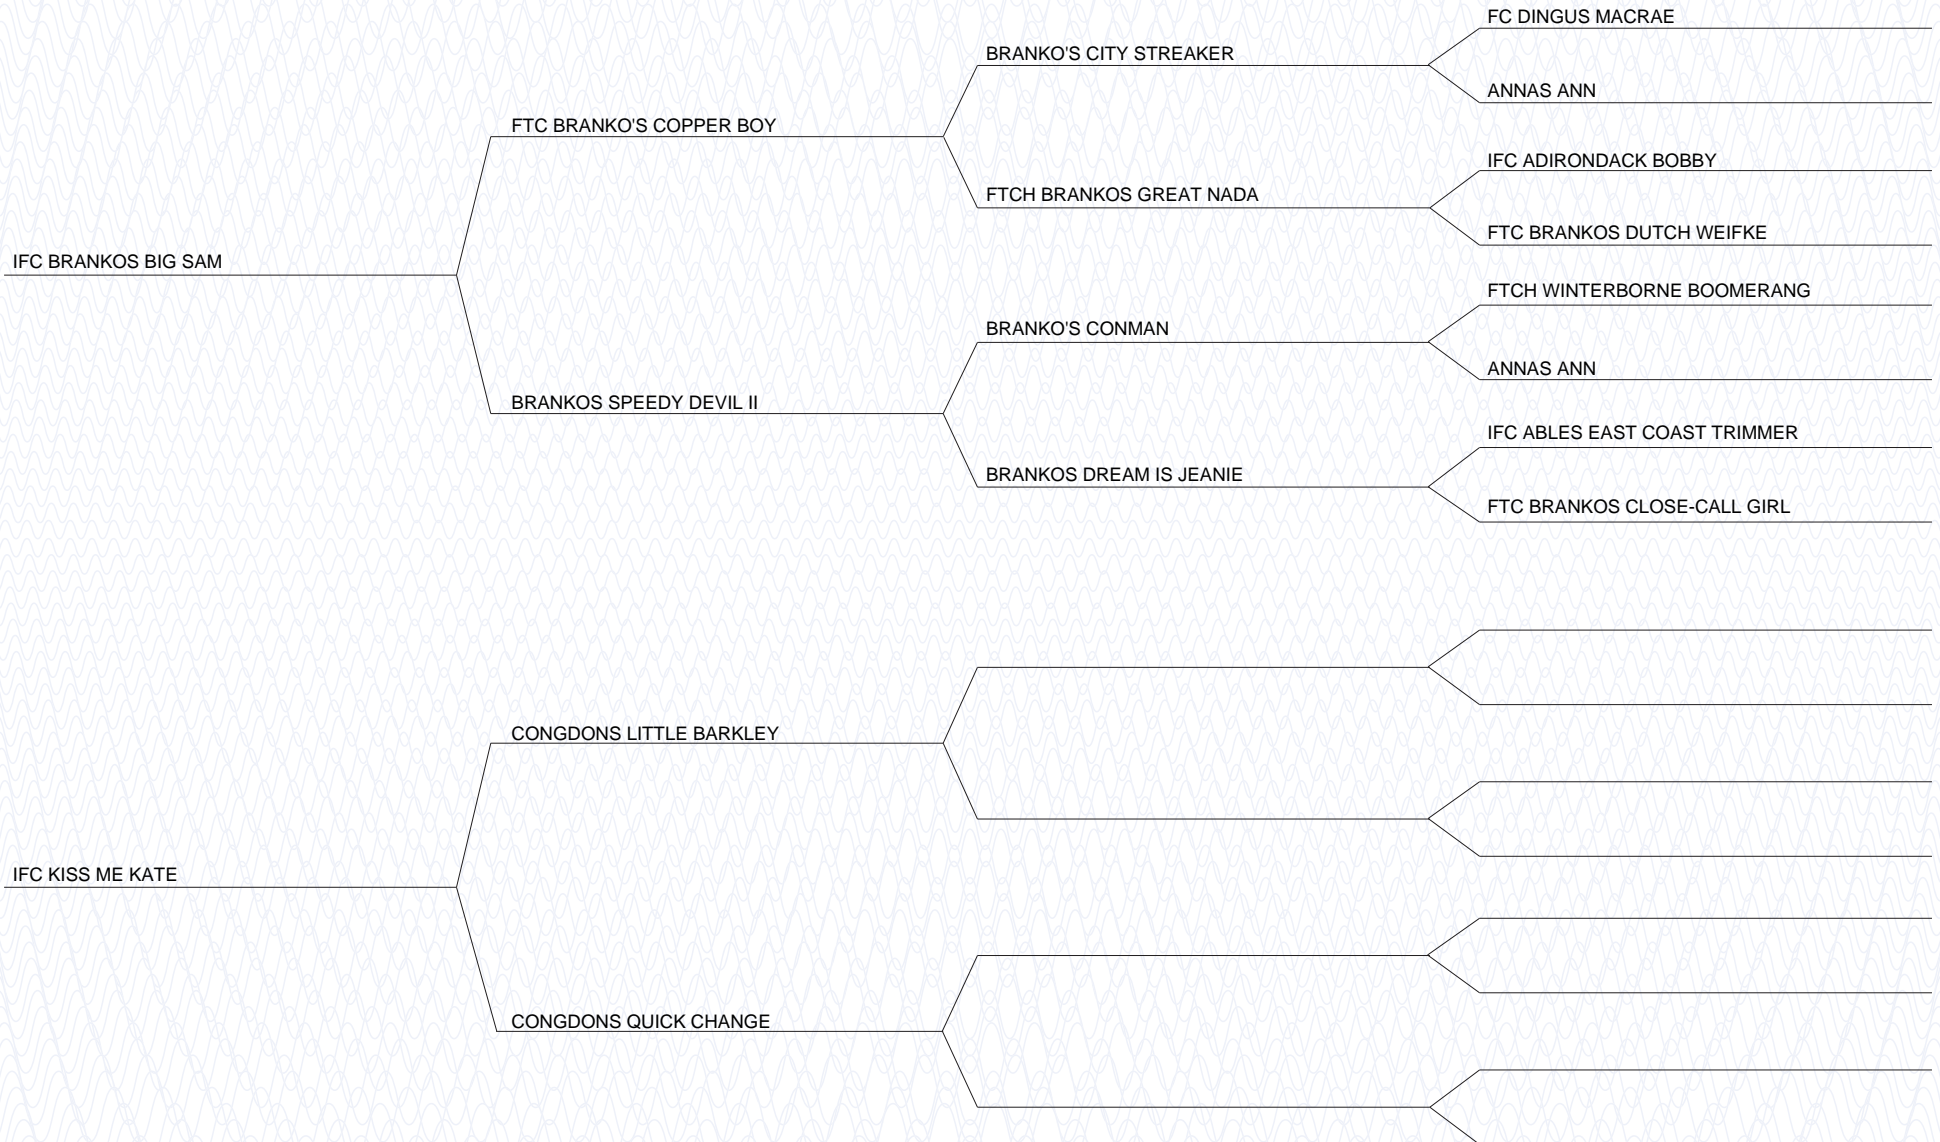 FC DINGUS MACRAE
BRANKO'S CITY STREAKER
ANNAS ANN
FTC BRANKO'S COPPER BOY
IFC ADIRONDACK BOBBY
FTCH BRANKOS GREAT NADA
FTC BRANKOS DUTCH WEIFKE
IFC BRANKOS BIG SAM
FTCH WINTERBORNE BOOMERANG
BRANKO'S CONMAN
ANNAS ANN
BRANKOS SPEEDY DEVIL II
IFC ABLES EAST COAST TRIMMER
BRANKOS DREAM IS JEANIE
FTC BRANKOS CLOSE-CALL GIRL
CONGDONS LITTLE BARKLEY
IFC KISS ME KATE
CONGDONS QUICK CHANGE